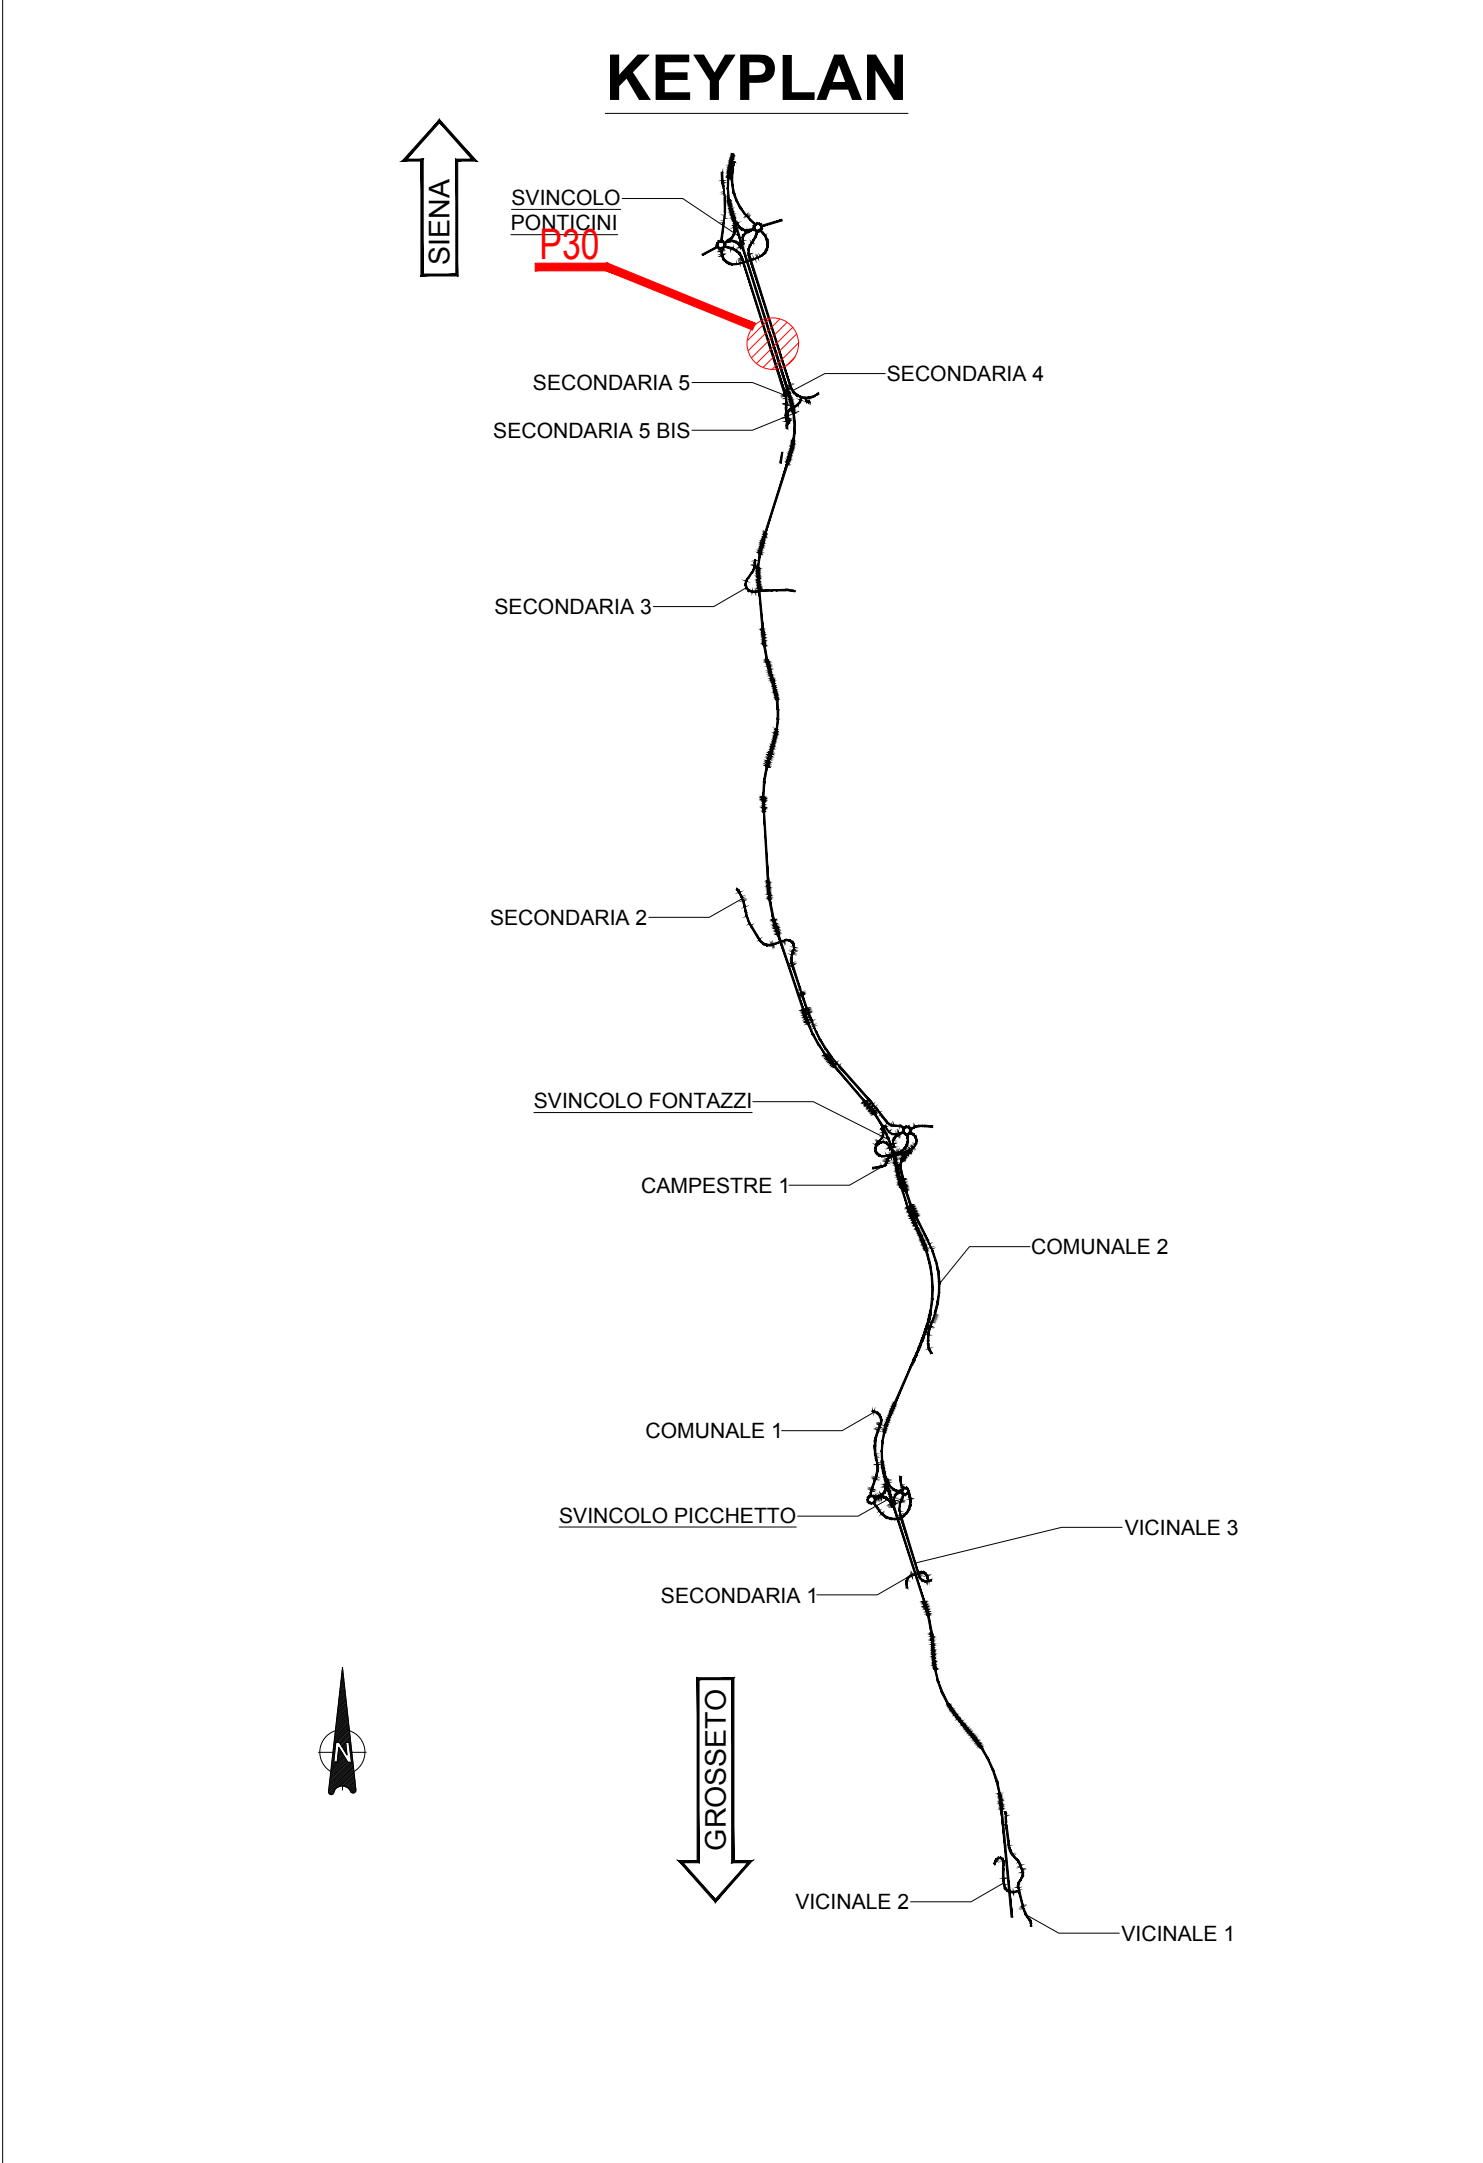 KEYPLAN
SIENA
SVINCOLO
PONTICINI
P30
SECONDARIA 4
SECONDARIA 5
SECONDARIA 5 BIS
SECONDARIA 3
SECONDARIA 2
SVINCOLO FONTAZZI
CAMPESTRE 1
COMUNALE 2
COMUNALE 1
SVINCOLO PICCHETTO
VICINALE 3
SECONDARIA 1
GROSSETO
N
VICINALE 2
VICINALE 1